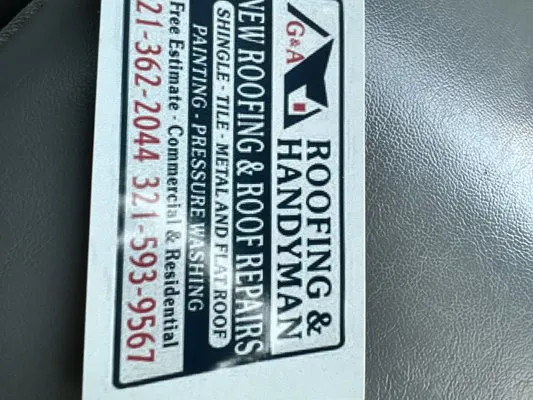 G&A
ROOFING &
HANDYMAN
NEW ROOFING & ROOF REPAIRS
SHINGLE - TILE - METAL AND FLAT ROOF
PAINTING - PRESSURE WASHING
Free Estimate - Commercial & Residential
21-362-2044 321-593-9567